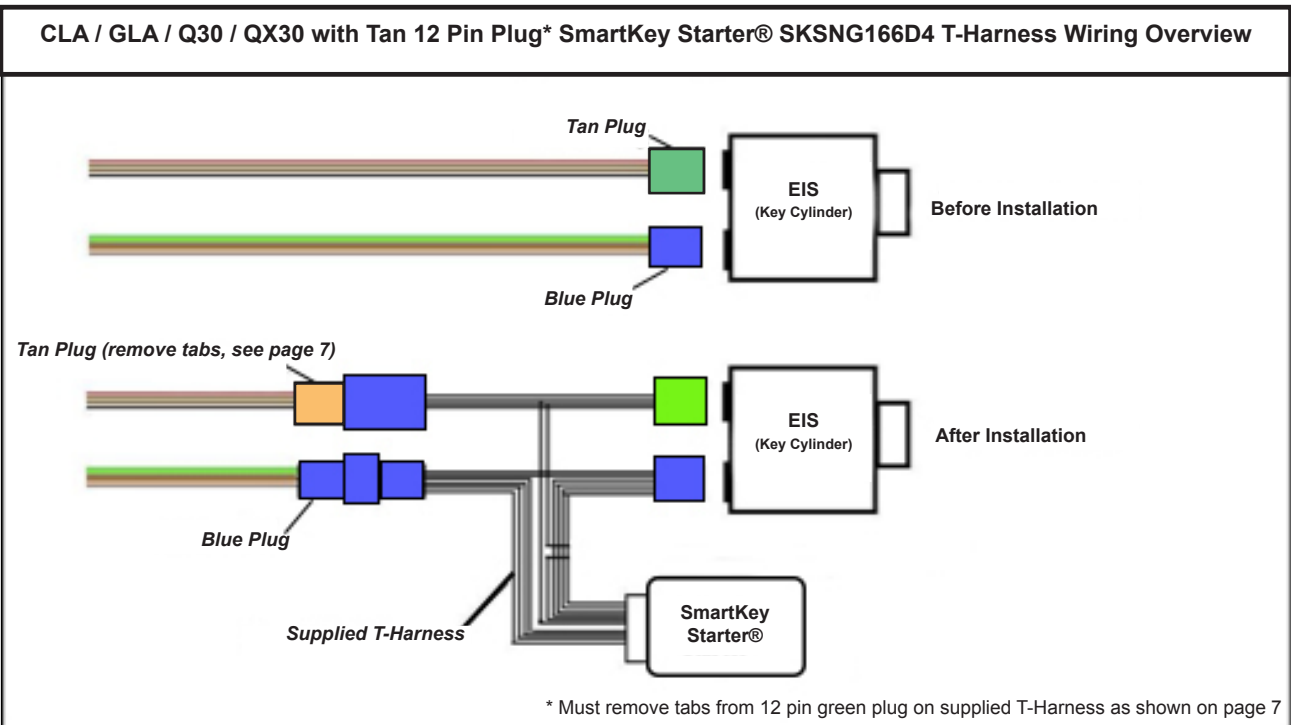 CLA / GLA / Q30 / QX30 with Tan 12 Pin Plug* SmartKey Starter® SKSNG166D4 T-Harness Wiring Overview
Tan Plug
EIS
(Key Cylinder)
Before Installation
Blue Plug
Tan Plug (remove tabs, see page 7)
EIS
(Key Cylinder)
After Installation
Blue Plug
Supplied T-Harness
SmartKey
Starter®
* Must remove tabs from 12 pin green plug on supplied T-Harness as shown on page 7